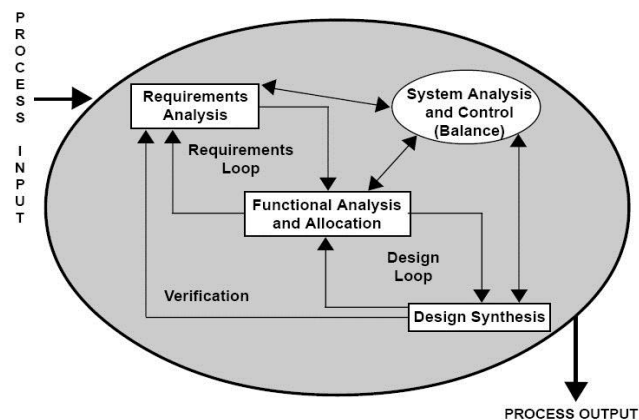 PROCESS INPUT
Requirements
Analysis
System Analysis
and Control
(Balance)
Requirements
Loop
Functional Analysis
and Allocation
Design
Loop
Verification
Design Synthesis
PROCESS OUTPUT